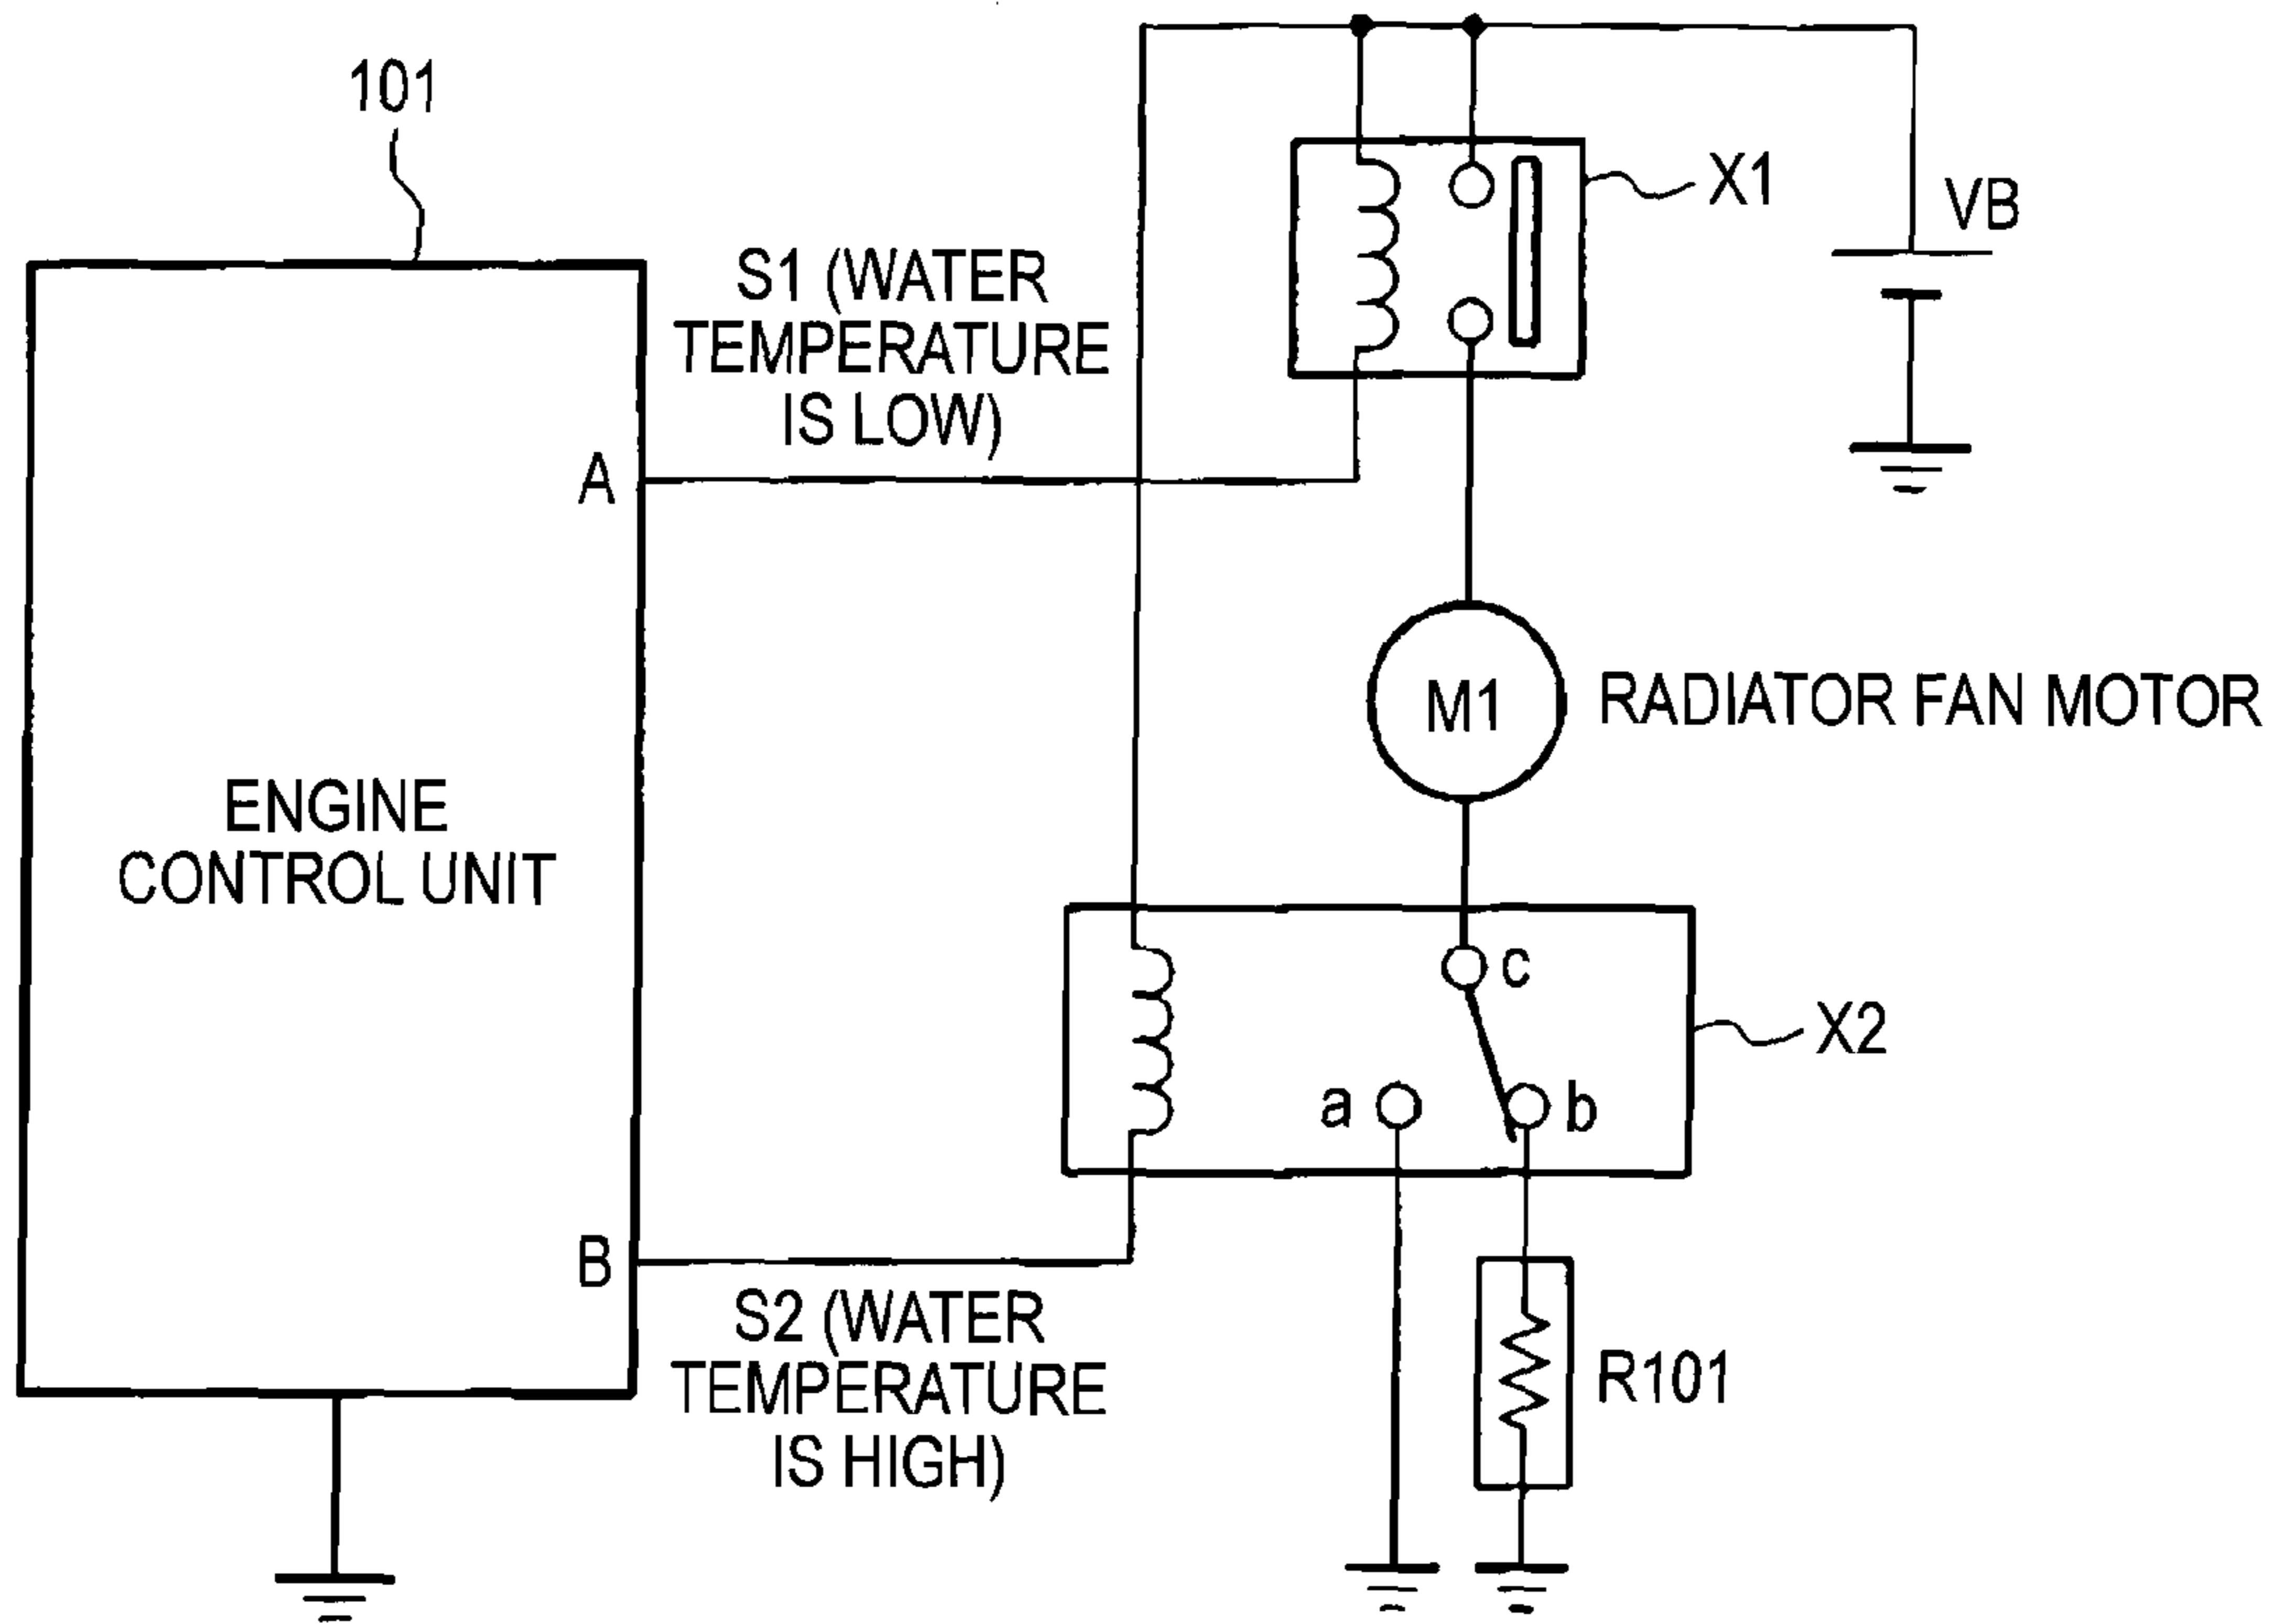 101
X1
VB
S1 (WATER
TEMPERATURE
IS LOW)
A
M1
RADIATOR FAN MOTOR
ENGINE
CONTROL UNIT
c
X2
a
b
B
S2 (WATER
TEMPERATURE
IS HIGH)
R101